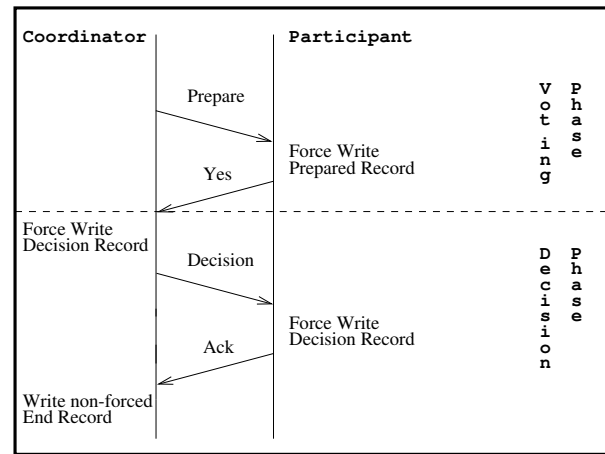 Coordinator
Participant
Prepare
Force Write
Prepared Record
Yes
Voting
Phase
Force Write
Decision Record
Decision
Force Write
Decision Record
Ack
Write non-forced
End Record
Decision
Phase